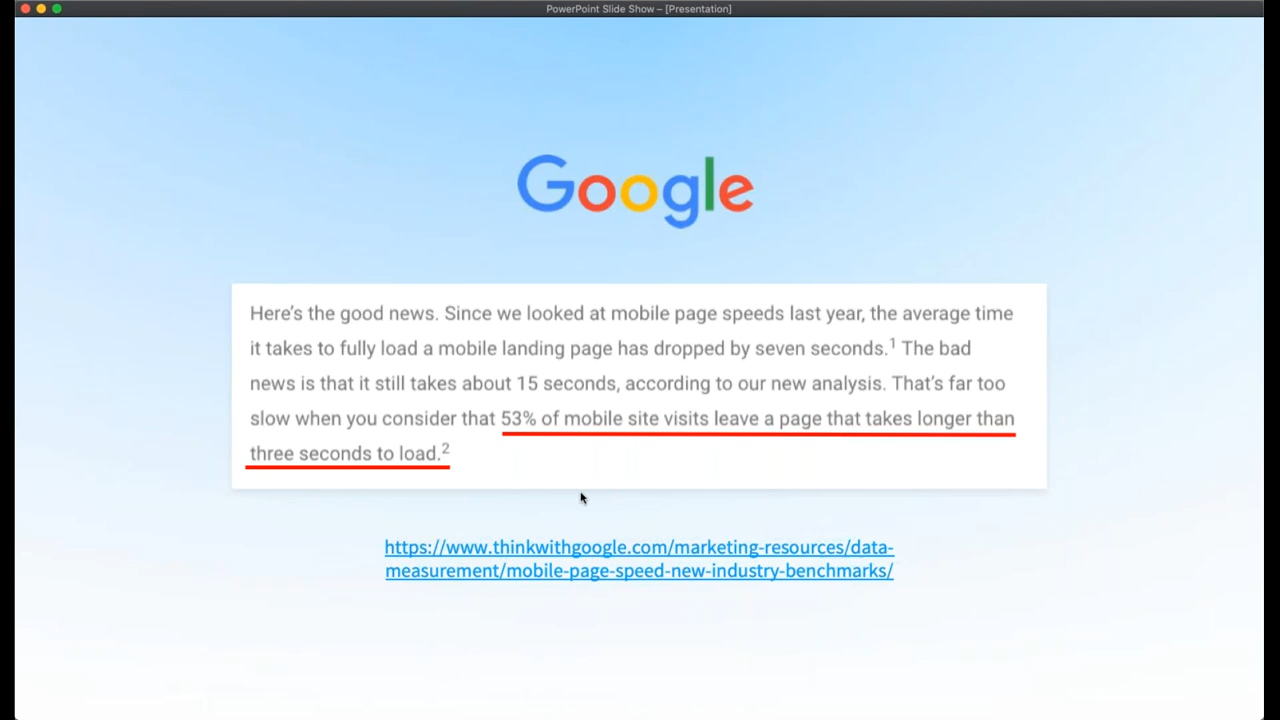 PowerPoint Slide Show – [Presentation]
Google
Here's the good news. Since we looked at mobile page speeds last year, the average time
it takes to fully load a mobile landing page has dropped by seven seconds.1 The bad
news is that it still takes about 15 seconds, according to our new analysis. That's far too
slow when you consider that 53% of mobile site visits leave a page that takes longer than
three seconds to load.2
https://www.thinkwithgoogle.com/marketing-resources/data-
measurement/mobile-page-speed-new-industry-benchmarks/